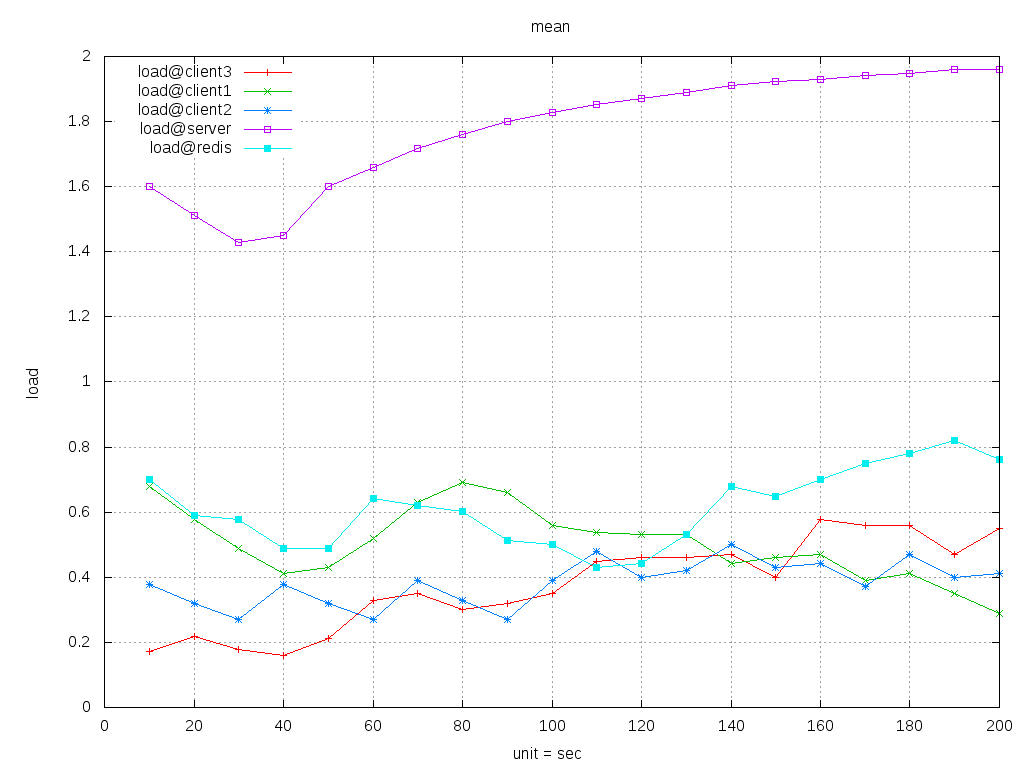 mean
2
load@client3
load@client1
load@client2
1.8
load@server
load@redis
1.6
1.4
1.2
load
1
0.8
0.6
0.4
0.2
0
0 20 40 60 80 100 120 140 160 180 200
unit = sec